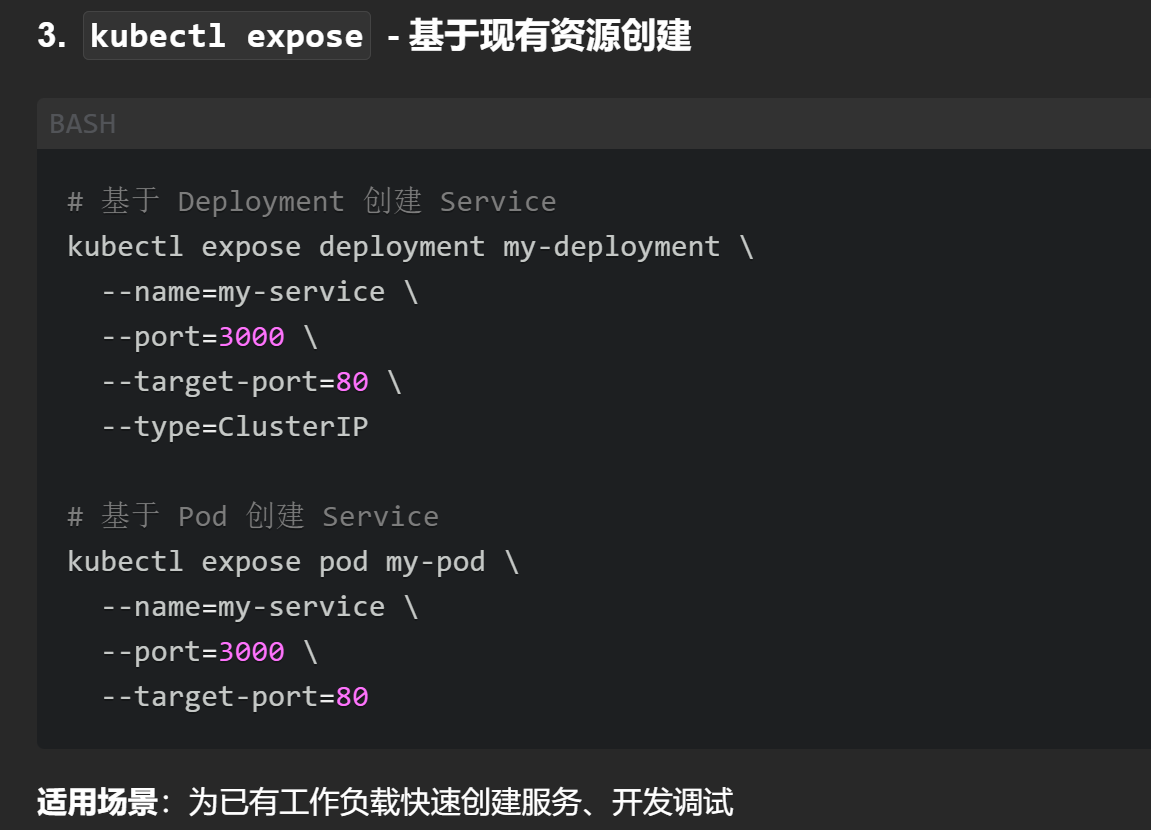 3. kubectl expose - 基于现有资源创建
BASH
# 基于 Deployment 创建 Service
kubectl expose deployment my-deployment \
--name=my-service \
--port=3000 \
--target-port=80 \
--type=ClusterIP
# 基于 Pod 创建 Service
kubectl expose pod my-pod \
--name=my-service \
--port=3000 \
--target-port=80
适用场景：为已有工作负载快速创建服务、开发调试